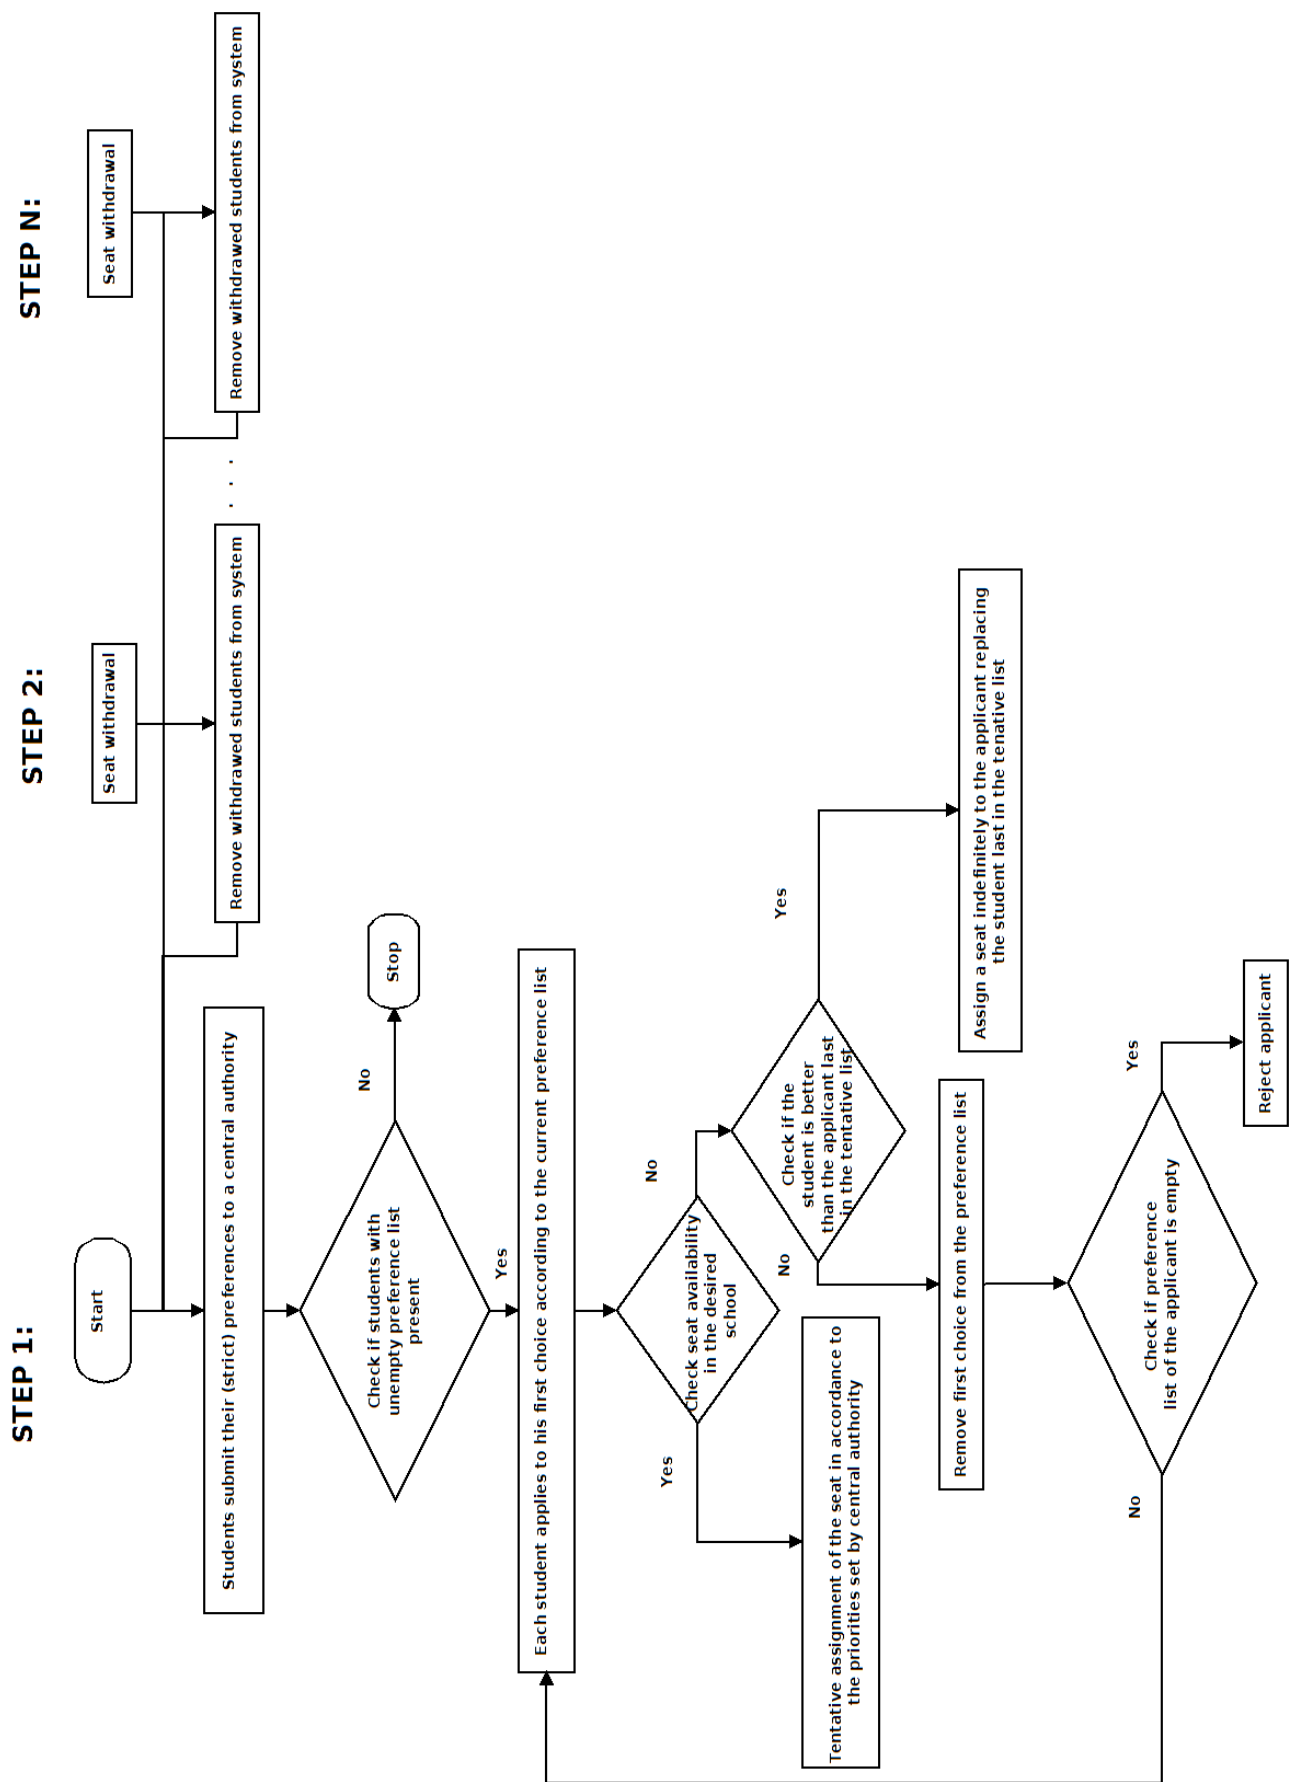 STEP 1:
STEP 2:
STEP N:
Start
Seat withdrawal
Seat withdrawal
Students submit their (strict) preferences to a central authority
Remove withdrawed students from system
. . .
Remove withdrawed students from system
Check if students with
unempty preference list
present
No
Stop
Yes
Each student applies to his first choice according to the current preference list
Check seat availability
in the desired
school
Yes
No
Tentative assignment of the seat in accordance to
the priorities set by central authority
Check if the
student is better
than the applicant last
in the tentative list
No
Yes
Remove first choice from the preference list
Assign a seat indefinitely to the applicant replacing
the student last in the tenative list
Check if preference
list of the applicant is empty
No
Yes
Reject applicant